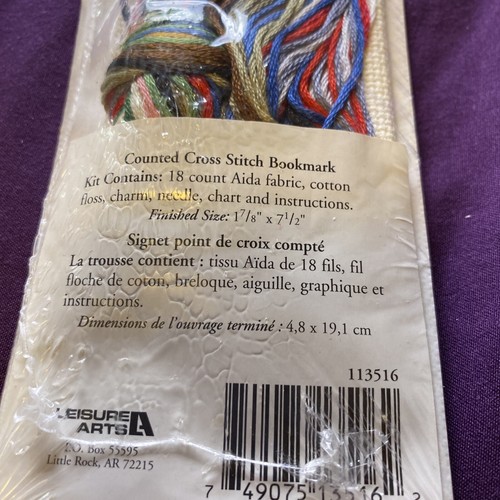 Counted Cross Stitch Bookmark
Kit Contains: 18 count Aida fabric, cotton
floss, charm, needle, chart and instructions.
Finished Size: 1⅞" x 7½"
Signet point de croix compté
La trousse contient : tissu Aïda de 18 fils, fil
floche de coton, breloque, aiguille, graphique et
instructions.
Dimensions de l'ouvrage terminé : 4,8 x 19,1 cm
113516
LEISURE
ARTS
P.O. Box 55595
Little Rock, AR 72215
7 49075 13516 2